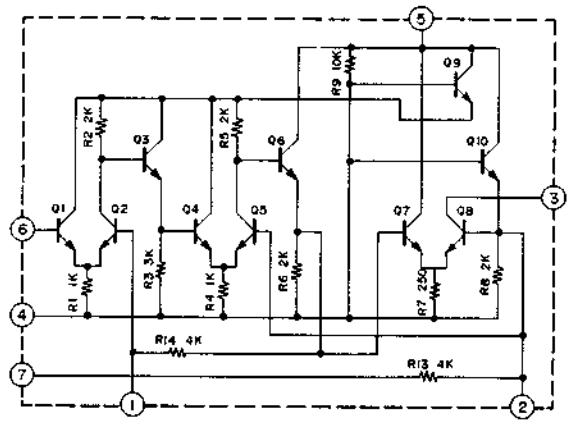 5
R9 10K
Q9
R2 2K
R5 2K
Q3
Q6
Q10
3
Q1
Q2
Q4
Q5
Q7
Q8
6
R1 1K
R3 3K
R4 1K
R6 2K
R7 250
R8 2K
4
R14 4K
7
R13 4K
1
2